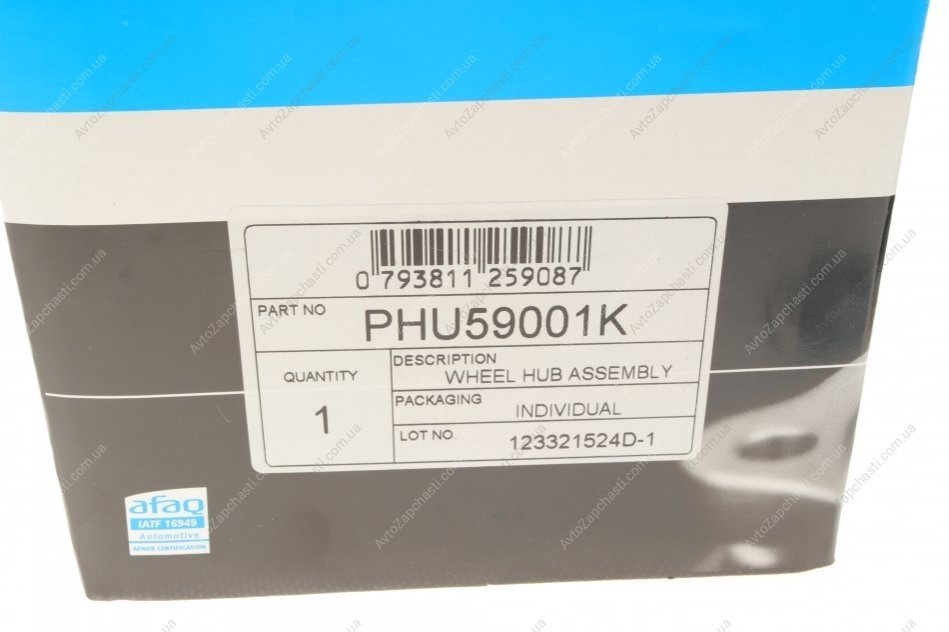 0 793811 259087
PART NO PHU59001K
QUANTITY
1
DESCRIPTION
WHEEL HUB ASSEMBLY
PACKAGING
INDIVIDUAL
LOT NO. 123321524D-1
afaq
IATF 16949
Automotive
AFNOR CERTIFICATION
AvtoZapchasti.com.ua